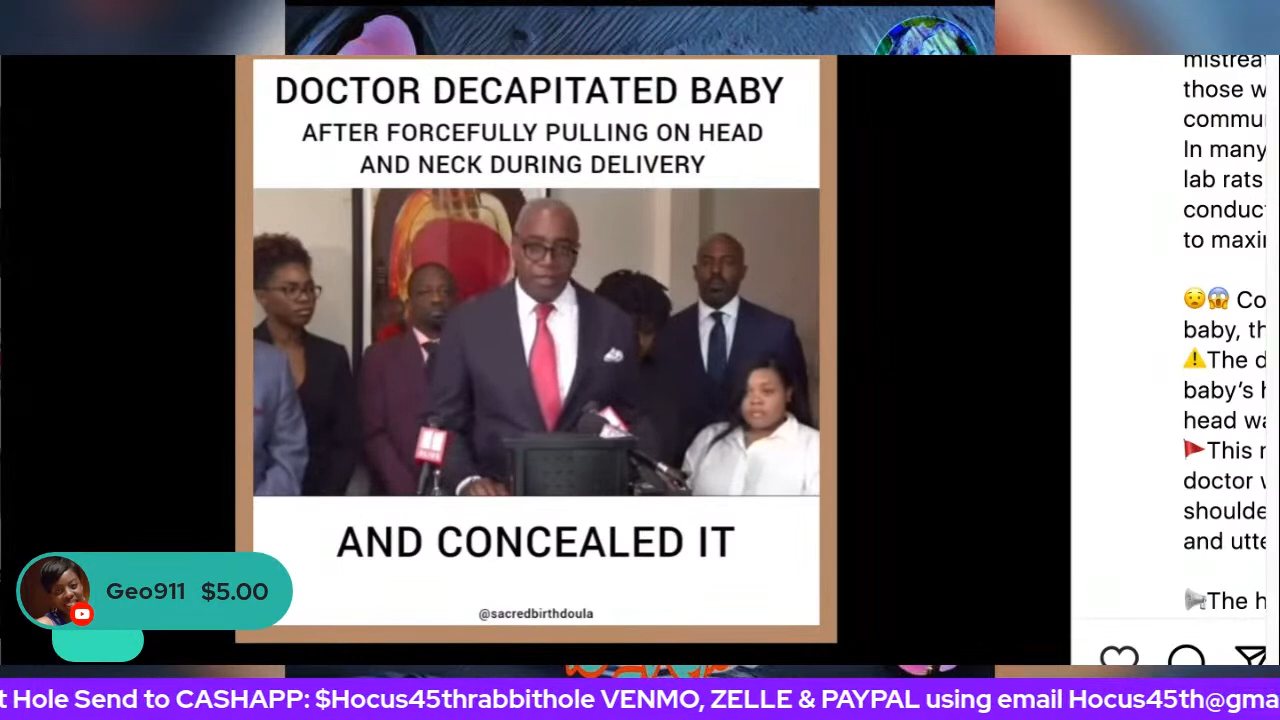 DOCTOR DECAPITATED BABY
AFTER FORCEFULLY PULLING ON HEAD
AND NECK DURING DELIVERY
AND CONCEALED IT
@sacredbirthdoula
those w
commu
In many
lab rats
conduc
to maxi
😧😱 Co
baby, th
⚠️The d
baby's h
head wa
🚩This
doctor
shoulde
and utte
📢The h
Geo911 $5.00
t Hole Send to CASHAPP: $Hocus45thrabbithole VENMO, ZELLE & PAYPAL using email Hocus45th@gma